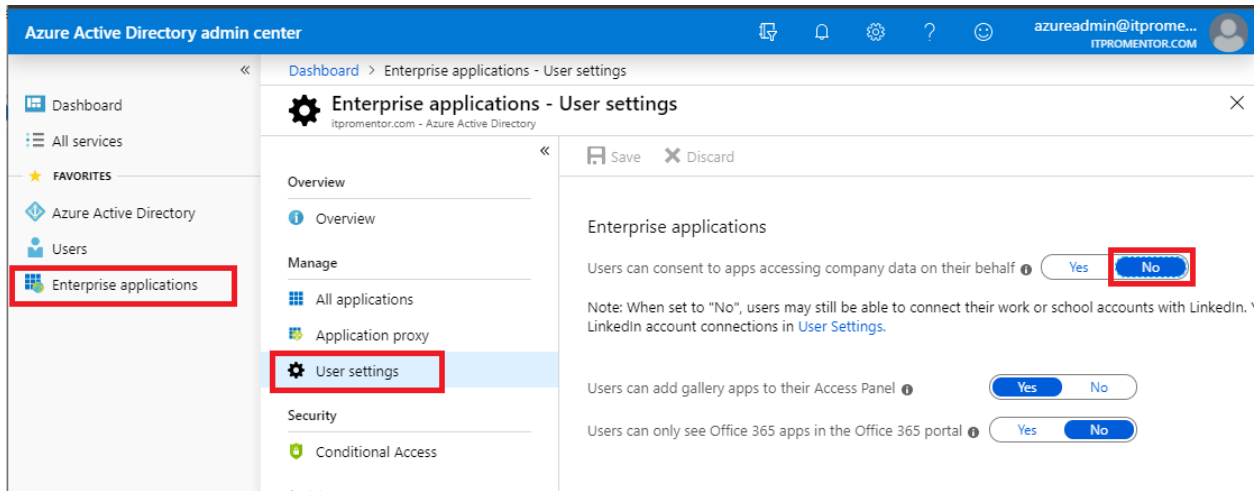 Azure Active Directory admin center
azureadmin@itprome...
ITPROMENTOR.COM
Dashboard > Enterprise applications - User settings
Dashboard
All services
FAVORITES
Azure Active Directory
Users
Enterprise applications
Enterprise applications - User settings
itpromentor.com - Azure Active Directory
Overview
Overview
Manage
All applications
Application proxy
User settings
Security
Conditional Access
Save Discard
Enterprise applications
Users can consent to apps accessing company data on their behalf Yes No
Note: When set to "No", users may still be able to connect their work or school accounts with LinkedIn.
LinkedIn account connections in User Settings.
Users can add gallery apps to their Access Panel Yes No
Users can only see Office 365 apps in the Office 365 portal Yes No